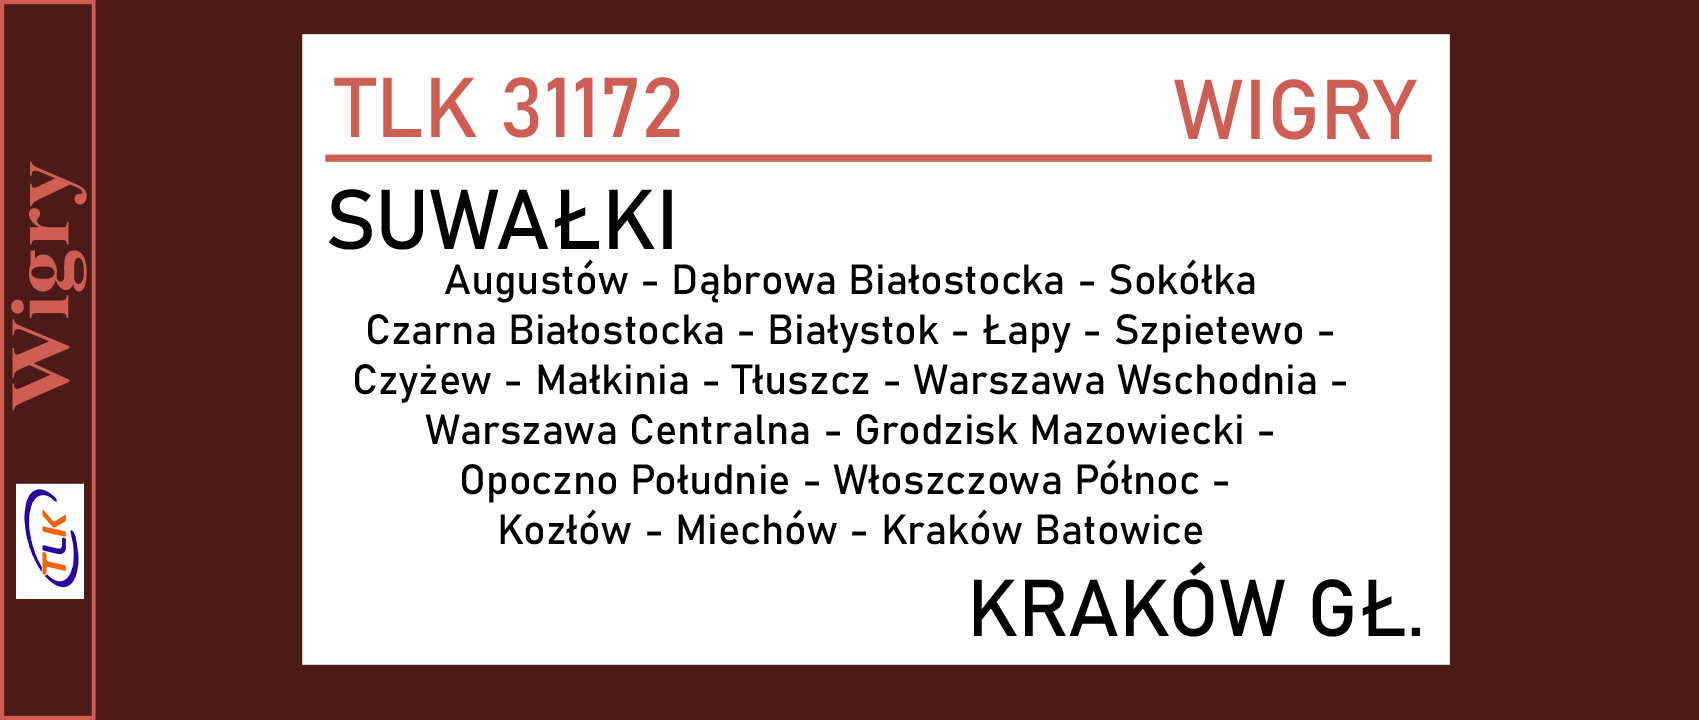 Wigry
TLK
TLK 31172
WIGRY
SUWAŁKI
Augustów - Dąbrowa Białostocka - Sokółka
Czarna Białostocka - Białystok - Łapy - Szpietewo -
Czyżew - Małkinia - Tłuszcz - Warszawa Wschodnia -
Warszawa Centralna - Grodzisk Mazowiecki -
Opoczno Południe - Włoszczowa Północ -
Kozłów - Miechów - Kraków Batowice
KRAKÓW GŁ.